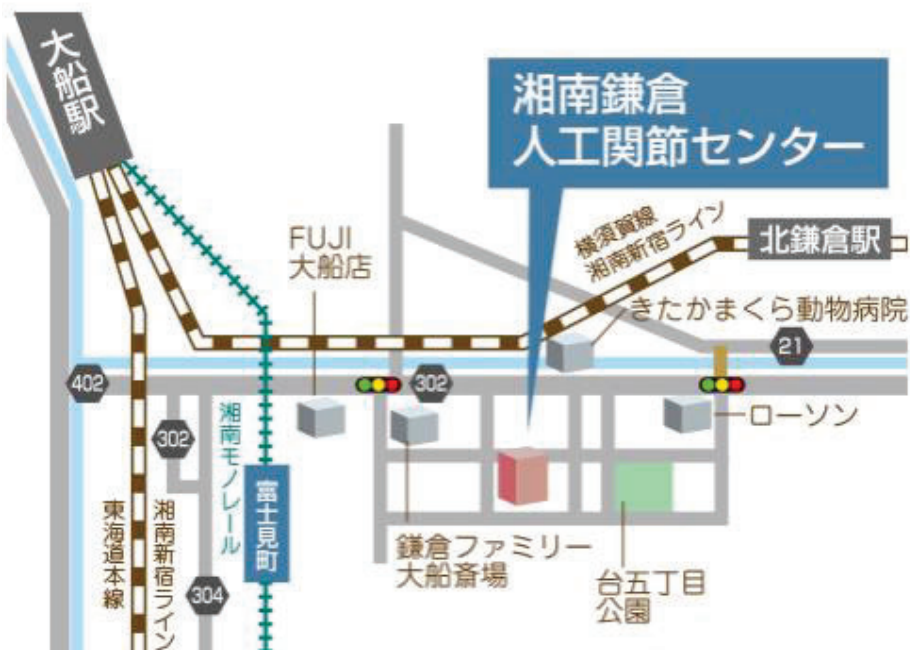 大船駅
湘南鎌倉
人工関節センター
FUJI
大船店
横須賀線
湘南新宿ライン
北鎌倉駅
きたかまくら動物病院
21
402
302
ローソン
302
湘南モノレール
富士見町
東海道本線
湘南新宿ライン
鎌倉ファミリー
大船斎場
台五丁目
公園
304